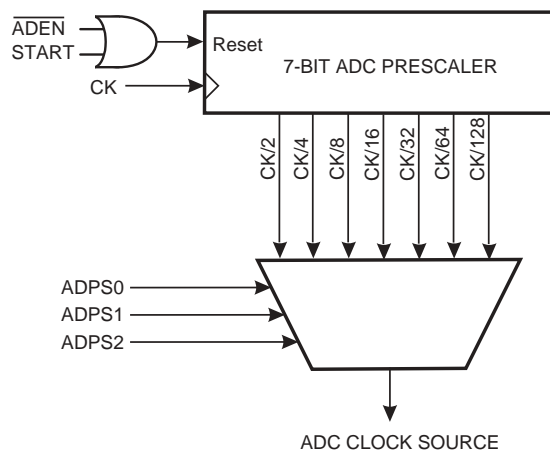 ADEN
START
Reset
7-BIT ADC PRESCALER
CK
CK/2
CK/4
CK/8
CK/16
CK/32
CK/64
CK/128
ADPS0
ADPS1
ADPS2
ADC CLOCK SOURCE